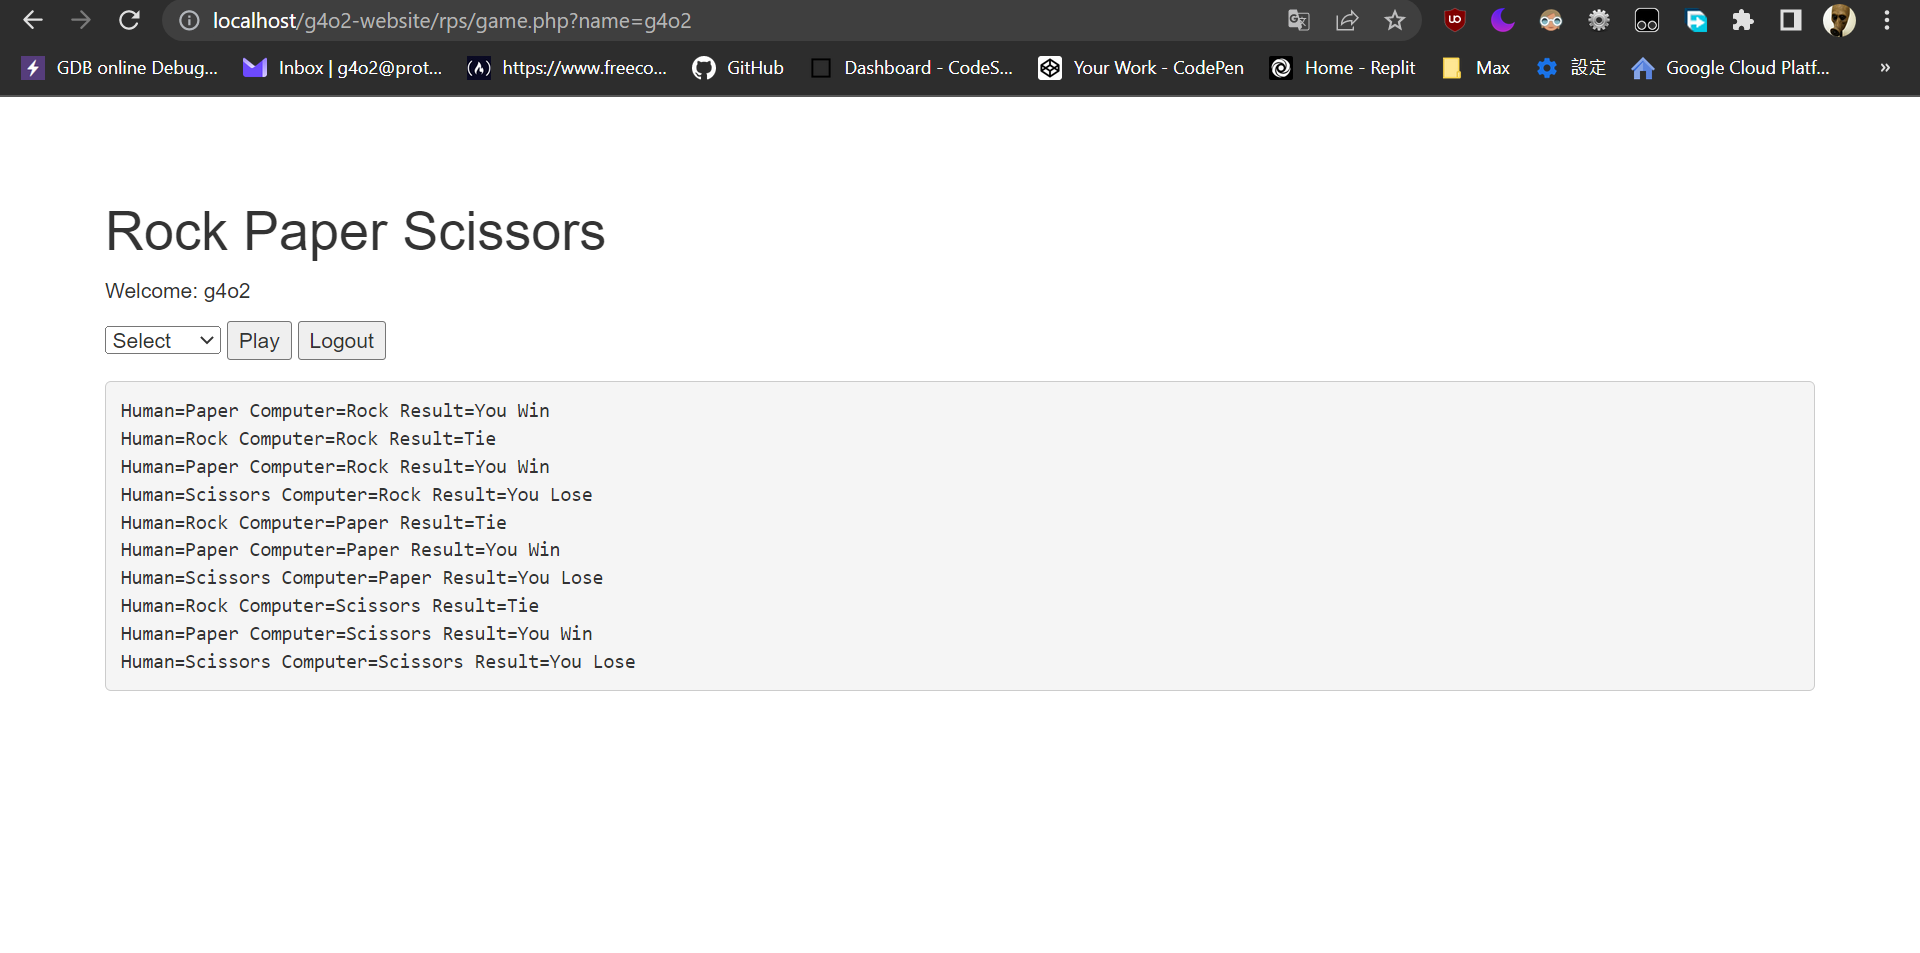 localhost/g4o2-website/rps/game.php?name=g4o2
GDB online Debug... Inbox | g4o2@prot... https://www.freeco... GitHub Dashboard - CodeS... Your Work - CodePen Home - Replit Max 設定 Google Cloud Platf... »
Rock Paper Scissors
Welcome: g4o2
Select Play Logout
Human=Paper Computer=Rock Result=You Win
Human=Rock Computer=Rock Result=Tie
Human=Paper Computer=Rock Result=You Win
Human=Scissors Computer=Rock Result=You Lose
Human=Rock Computer=Paper Result=Tie
Human=Paper Computer=Paper Result=You Win
Human=Scissors Computer=Paper Result=You Lose
Human=Rock Computer=Scissors Result=Tie
Human=Paper Computer=Scissors Result=You Win
Human=Scissors Computer=Scissors Result=You Lose